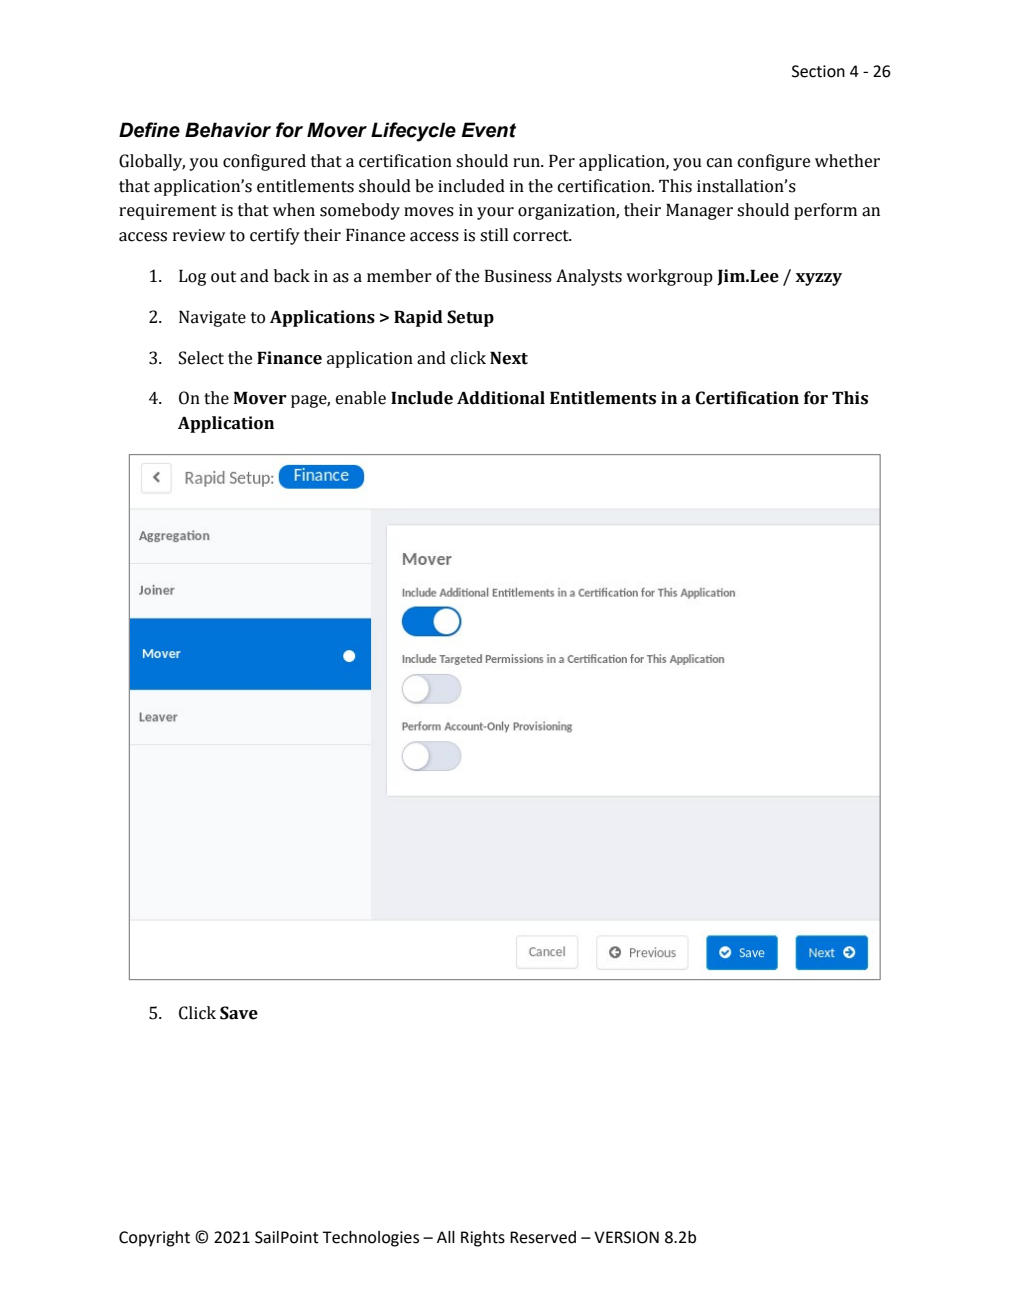 Section 4 - 26
Define Behavior for Mover Lifecycle Event
Globally, you configured that a certification should run. Per application, you can configure whether
that application’s entitlements should be included in the certification. This installation’s
requirement is that when somebody moves in your organization, their Manager should perform an
access review to certify their Finance access is still correct.
1. Log out and back in as a member of the Business Analysts workgroup Jim.Lee / xyzzy
2. Navigate to Applications > Rapid Setup
3. Select the Finance application and click Next
4. On the Mover page, enable Include Additional Entitlements in a Certification for This
Application
Rapid Setup: Finance
Aggregation
Joiner
Mover
Leaver
Mover
Include Additional Entitlements in a Certification for This Application
Include Targeted Permissions in a Certification for This Application
Perform Account-Only Provisioning
Cancel Previous Save Next
5. Click Save
Copyright © 2021 SailPoint Technologies – All Rights Reserved – VERSION 8.2b